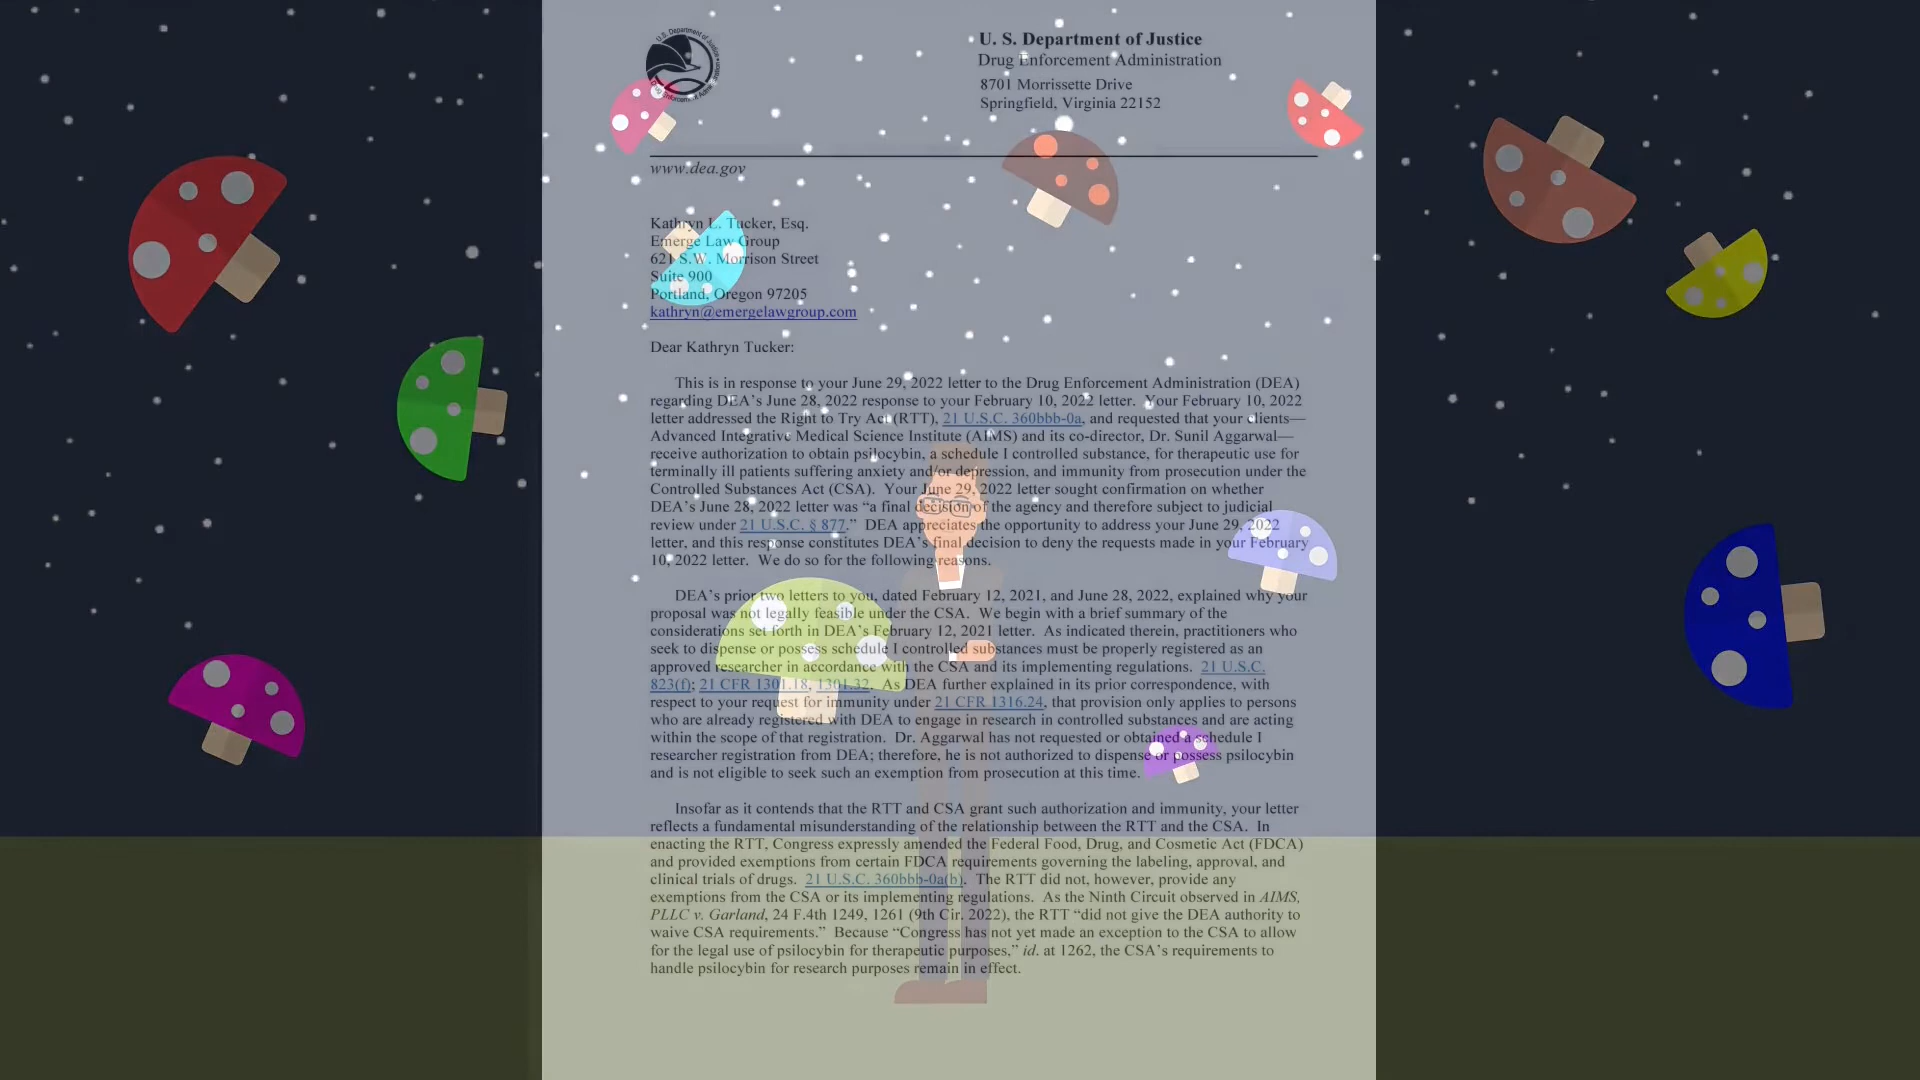 U. S. Department of Justice
Drug Enforcement Administration
8701 Morrissette Drive
Springfield, Virginia 22152
www.dea.gov
Kathryn L. Tucker, Esq.
Emerge Law Group
621 S.W. Morrison Street
Suite 900
Portland, Oregon 97205
kathryn@emergelawgroup.com
Dear Kathryn Tucker:
This is in response to your June 29, 2022 letter to the Drug Enforcement Administration (DEA)
regarding DEA’s June 28, 2022 response to your February 10, 2022 letter. Your February 10, 2022
letter addressed the Right to Try Act (RTT), 21 U.S.C. 360bbb-0a, and requested that your clients—
Advanced Integrative Medical Science Institute (AIMS) and its co-director, Dr. Sunil Aggarwal—
receive authorization to obtain psilocybin, a schedule I controlled substance, for therapeutic use for
terminally ill patients suffering anxiety and/or depression, and immunity from prosecution under the
Controlled Substances Act (CSA). Your June 29, 2022 letter sought confirmation on whether
DEA’s June 28, 2022 letter was “a final decision of the agency and therefore subject to judicial
review under 21 U.S.C. § 877.” DEA appreciates the opportunity to address your June 29, 2022
letter, and this response constitutes DEA’s final decision to deny the requests made in your February
10, 2022 letter. We do so for the following reasons.
DEA’s prior two letters to you, dated February 12, 2021, and June 28, 2022, explained why your
proposal was not legally feasible under the CSA. We begin with a brief summary of the
considerations set forth in DEA’s February 12, 2021 letter. As indicated therein, practitioners who
seek to dispense or possess schedule I controlled substances must be properly registered as an
approved researcher in accordance with the CSA and its implementing regulations. 21 U.S.C.
823(f); 21 CFR 1301.18, 1301.32. As DEA further explained in its prior correspondence, with
respect to your request for immunity under 21 CFR 1316.24, that provision only applies to persons
who are already registered with DEA to engage in research in controlled substances and are acting
within the scope of that registration. Dr. Aggarwal has not requested or obtained a schedule I
researcher registration from DEA; therefore, he is not authorized to dispense or possess psilocybin
and is not eligible to seek such an exemption from prosecution at this time.
Insofar as it contends that the RTT and CSA grant such authorization and immunity, your letter
reflects a fundamental misunderstanding of the relationship between the RTT and the CSA. In
enacting the RTT, Congress expressly amended the Federal Food, Drug, and Cosmetic Act (FDCA)
and provided exemptions from certain FDCA requirements governing the labeling, approval, and
clinical trials of drugs. 21 U.S.C. 360bbb-0a(b). The RTT did not, however, provide any
exemptions from the CSA or its implementing regulations. As the Ninth Circuit observed in AIMS,
PLLC v. Garland, 24 F.4th 1249, 1261 (9th Cir. 2022), the RTT “did not give the DEA authority to
waive CSA requirements.” Because “Congress has not yet made an exception to the CSA to allow
for the legal use of psilocybin for therapeutic purposes,” id. at 1262, the CSA’s requirements to
handle psilocybin for research purposes remain in effect.